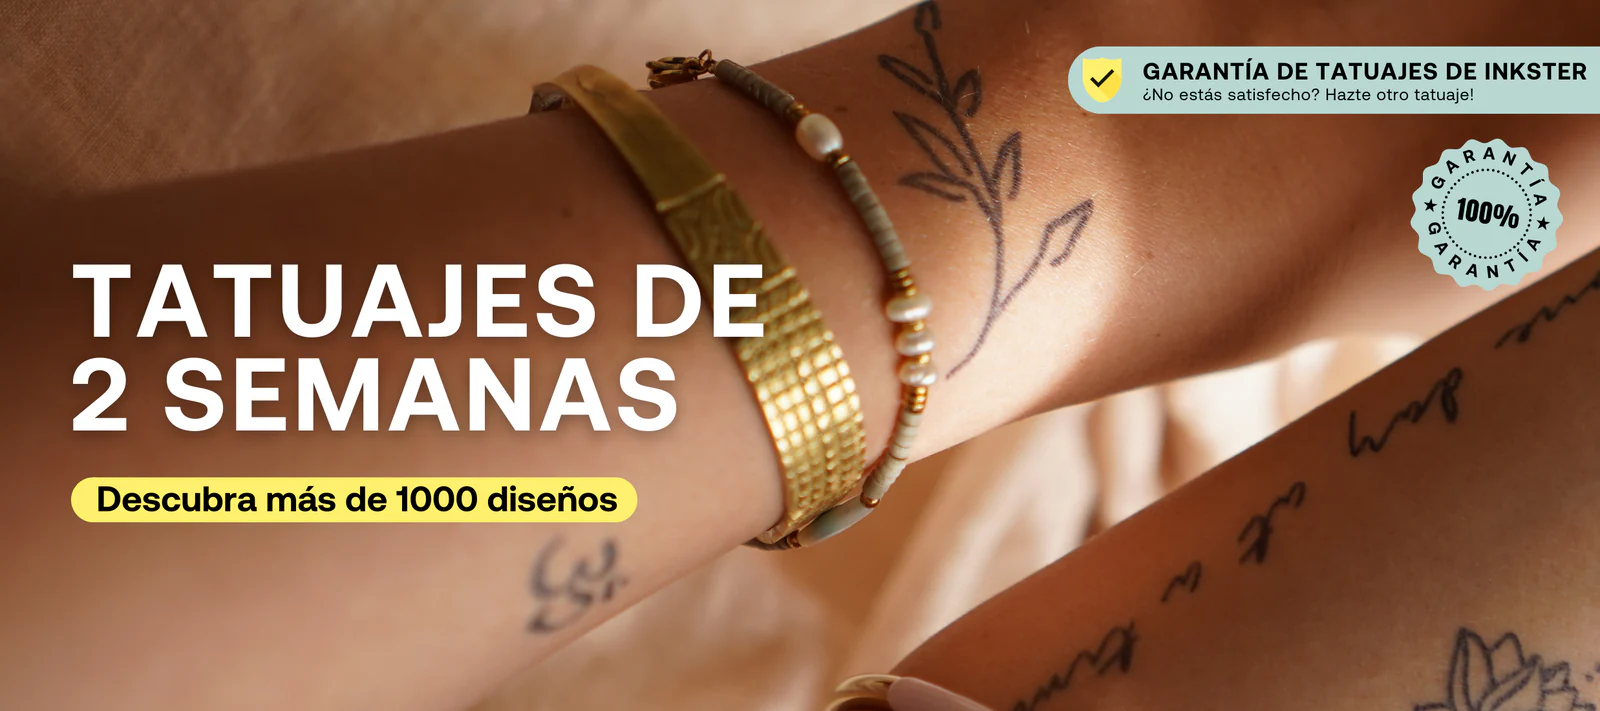 GARANTÍA DE TATUAJES DE INKSTER
¿No estás satisfecho? Hazte otro tatuaje!
GARANTÍA
100%
GARANTÍA
TATUAJES DE
2 SEMANAS
Descubra más de 1000 diseños